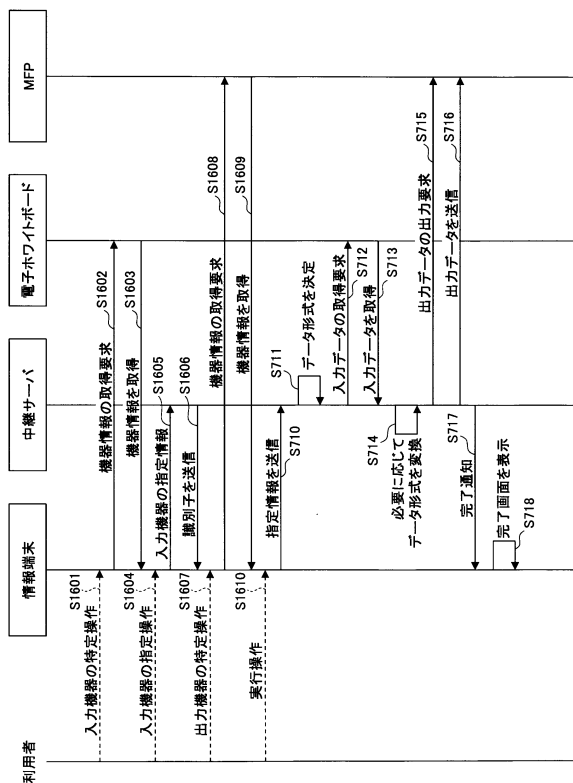 利用者
情報端末
中継サーバ
電子ホワイトボード
MFP
入力機器の特定操作
S1601
機器情報の取得要求
S1602
機器情報を取得
S1603
入力機器の指定操作
S1604
入力機器の指定情報
S1605
識別子を送信
S1606
出力機器の特定操作
S1607
機器情報の取得要求
S1608
機器情報を取得
S1609
実行操作
S1610
指定情報を送信
S710
S711
データ形式を決定
入力データの取得要求
S712
入力データを取得
S713
S714
必要に応じて
データ形式を変換
出力データの出力要求
S715
出力データを送信
S716
S717
完了通知
完了画面を表示
S718